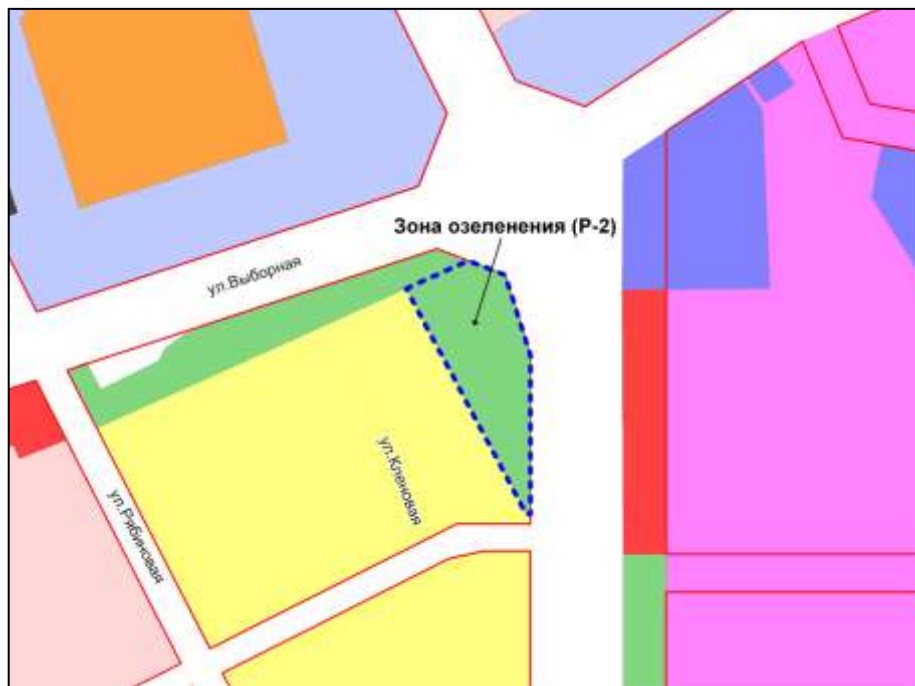 Зона озеленения (Р-2)
ул.Выборная
ул.Кленовая
ул.Рябиновая